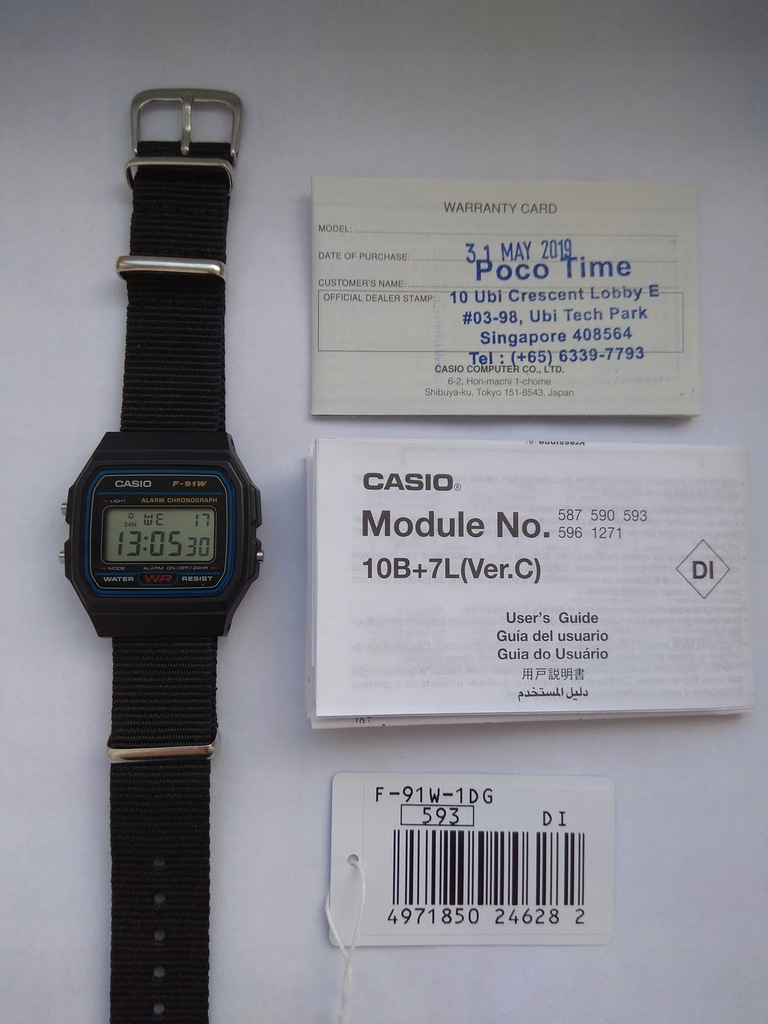 CASIO F-91W
LIGHT
ALARM CHRONOGRAPH
24H WE 17
13:05 30
MODE ALARM ON·OFF/24HR
WATER WR RESIST
WARRANTY CARD
MODEL:
DATE OF PURCHASE: 31 MAY 2019
CUSTOMER'S NAME:
OFFICIAL DEALER STAMP:
Poco Time
10 Ubi Crescent Lobby E
#03-98, Ubi Tech Park
Singapore 408564
Tel : (+65) 6339-7793
CASIO COMPUTER CO., LTD.
6-2, Hon-machi 1-chome
Shibuya-ku, Tokyo 151-8543, Japan
CASIO®
Module No. 587 590 593
596 1271
10B+7L(Ver.C)
DI
User's Guide
Guía del usuario
Guia do Usuário
用戶説明書
دليل المستخدم
F-91W-1DG
593 DI
4971850 24628 2